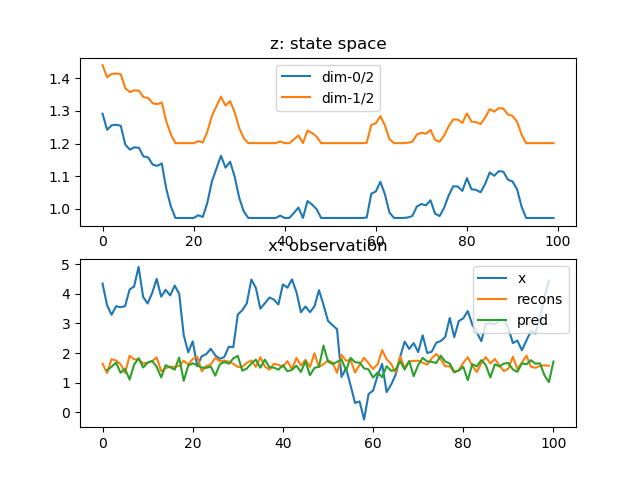 z: state space
1.4
1.3
1.2
1.1
1.0
dim-0/2
dim-1/2
0 20 40 60 80 100
x: observation
5
4
3
2
1
0
x
recons
pred
0 20 40 60 80 100